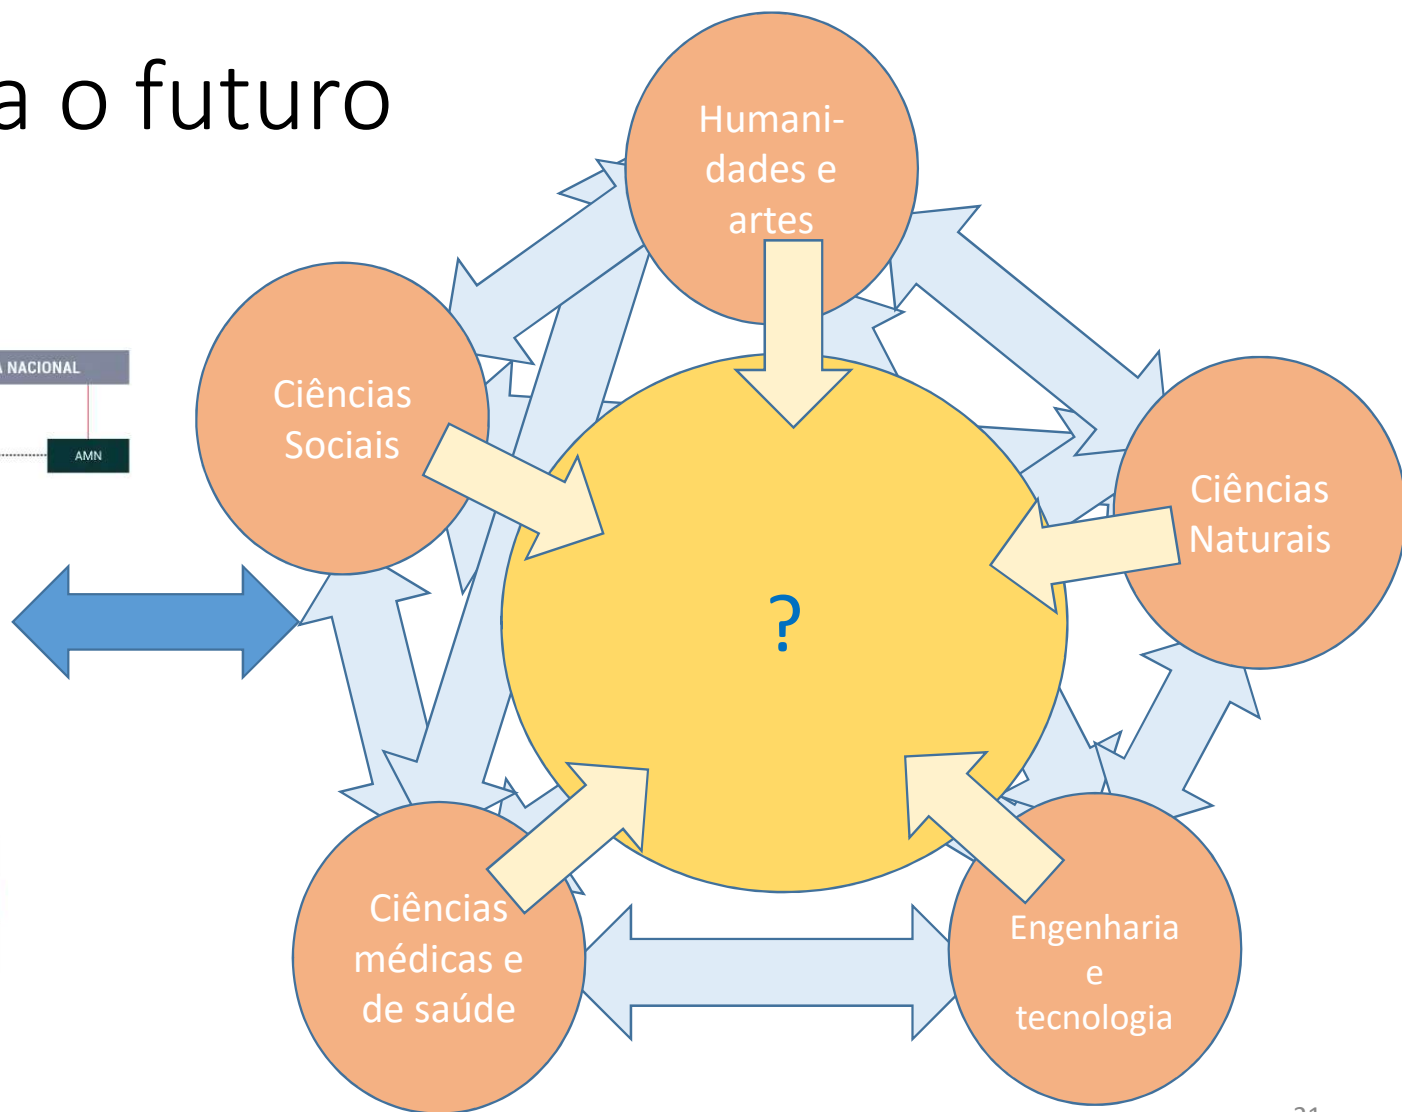 a o futuro
Humani-
dades e
artes
A NACIONAL
AMN
Ciências
Sociais
Ciências
Naturais
?
Ciências
médicas e
de saúde
Engenharia
e
tecnologia